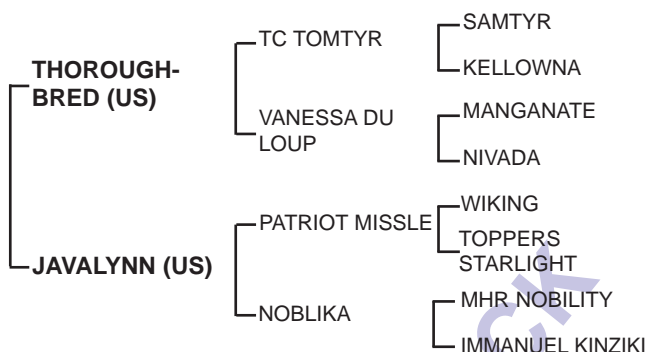 TC TOMTYR
SAMTYR
KELLOWNA
THOROUGH-
BRED (US)
VANESSA DU
LOUP
MANGANATE
NIVADA
PATRIOT MISSLE
WIKING
TOPPERS
STARLIGHT
JAVALYNN (US)
NOBLIKA
MHR NOBILITY
IMMANUEL KINZIKI
CK